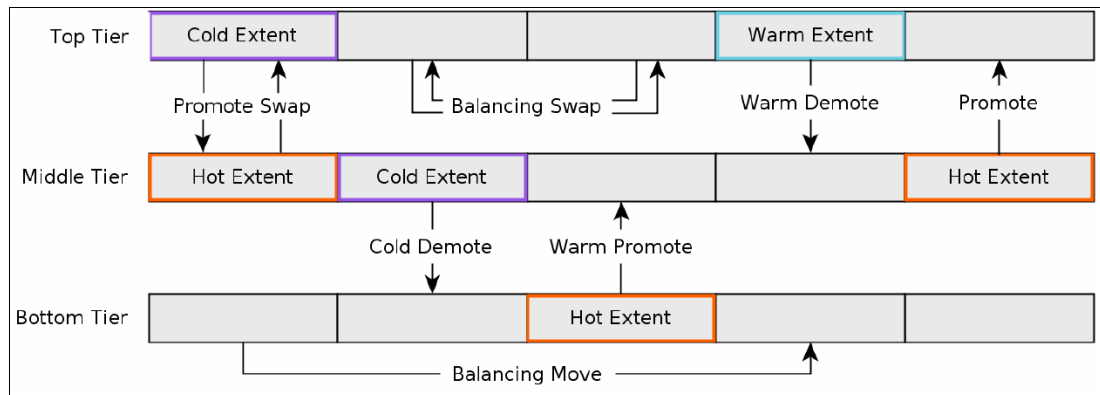 Top Tier
Cold Extent
Warm Extent
Promote Swap
Balancing Swap
Warm Demote
Promote
Middle Tier
Hot Extent
Cold Extent
Hot Extent
Cold Demote
Warm Promote
Bottom Tier
Hot Extent
Balancing Move